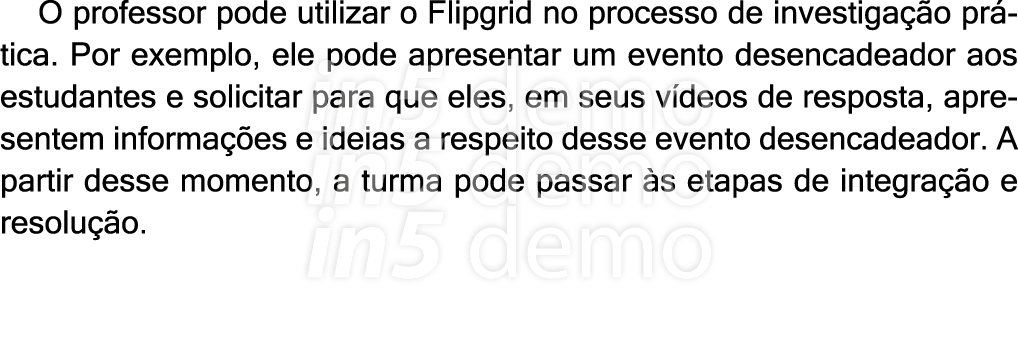 O professor pode utilizar o Flipgrid no processo de investigação prá-
tica. Por exemplo, ele pode apresentar um evento desencadeador aos
estudantes e solicitar para que eles, em seus vídeos de resposta, apre-
sentem informações e ideias a respeito desse evento desencadeador. A
partir desse momento, a turma pode passar às etapas de integração e
resolução.
in5 demo
in5 demo
in5 demo